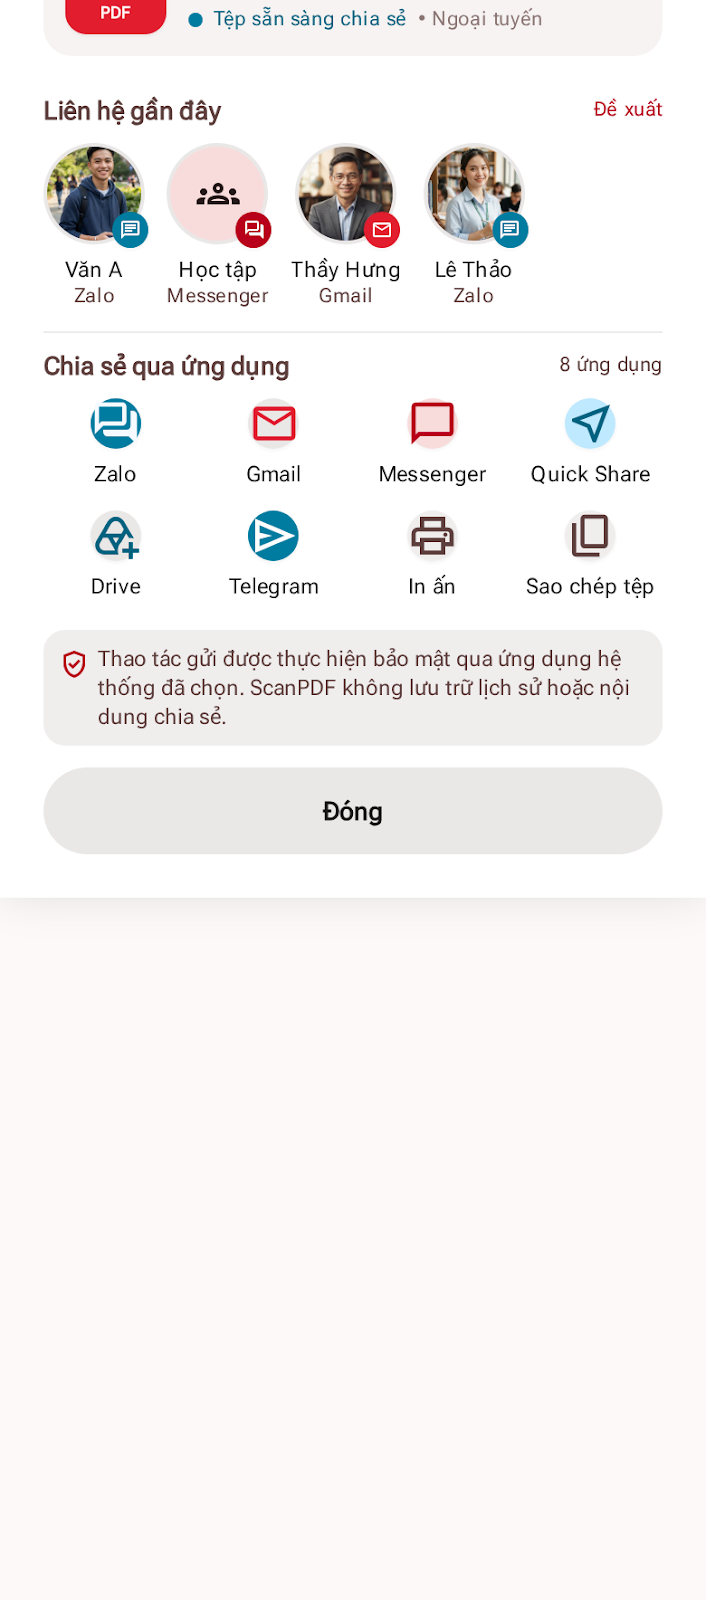 PDF
Tệp sẵn sàng chia sẻ • Ngoại tuyến
Liên hệ gần đây
Đề xuất
Văn A
Zalo
Học tập
Messenger
Thầy Hưng
Gmail
Lê Thảo
Zalo
Chia sẻ qua ứng dụng
8 ứng dụng
Zalo
Gmail
Messenger
Quick Share
Drive
Telegram
In ấn
Sao chép tệp
Thao tác gửi được thực hiện bảo mật qua ứng dụng hệ
thống đã chọn. ScanPDF không lưu trữ lịch sử hoặc nội
dung chia sẻ.
Đóng